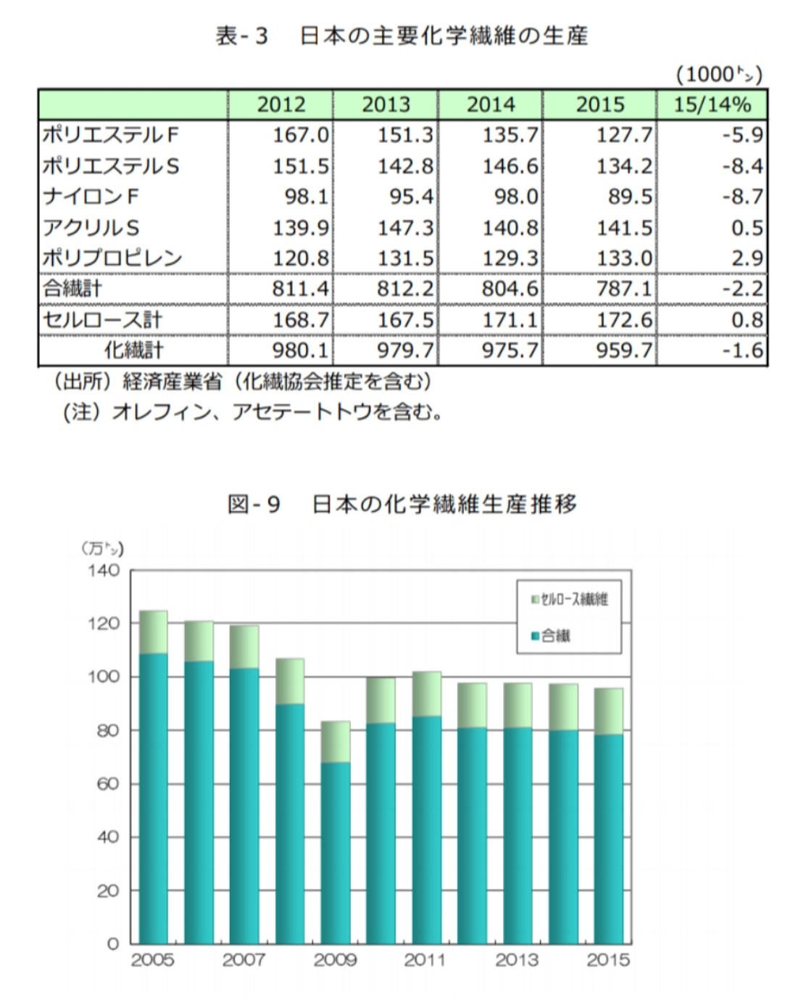 表-3　日本の主要化学繊維の生産
(1000㌧)
2012 2013 2014 2015 15/14%
ポリエステルF 167.0 151.3 135.7 127.7 -5.9
ポリエステルS 151.5 142.8 146.6 134.2 -8.4
ナイロンF 98.1 95.4 98.0 89.5 -8.7
アクリルS 139.9 147.3 140.8 141.5 0.5
ポリプロピレン 120.8 131.5 129.3 133.0 2.9
合繊計 811.4 812.2 804.6 787.1 -2.2
セルロース計 168.7 167.5 171.1 172.6 0.8
化繊計 980.1 979.7 975.7 959.7 -1.6
（出所）経済産業省（化繊協会推定を含む）
(注）オレフィン、アセテートトウを含む。
図-9　日本の化学繊維生産推移
(万㌧)
140
セルロース繊維
120
合繊
100
80
60
40
20
0
2005 2007 2009 2011 2013 2015